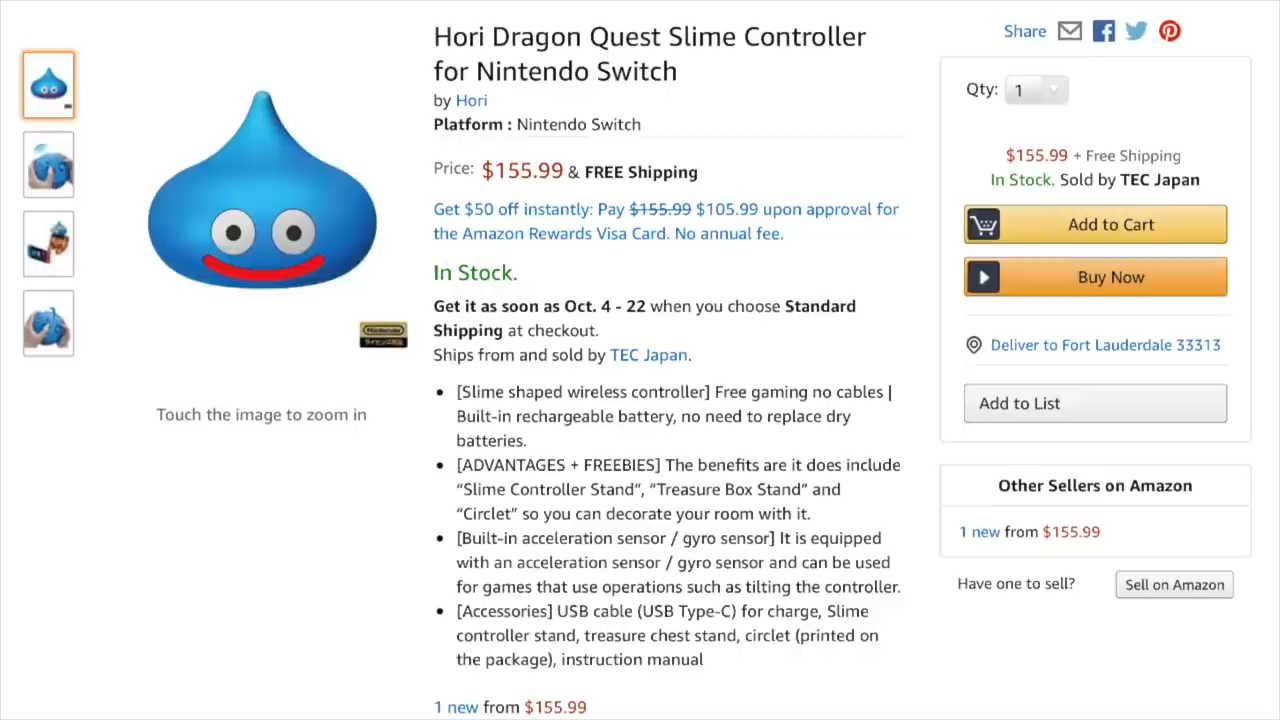 Hori Dragon Quest Slime Controller
for Nintendo Switch
by Hori
Platform : Nintendo Switch
Price: $155.99 & FREE Shipping
Get $50 off instantly: Pay $155.99 $105.99 upon approval for
the Amazon Rewards Visa Card. No annual fee.
In Stock.
Get it as soon as Oct. 4 - 22 when you choose Standard
Shipping at checkout.
Ships from and sold by TEC Japan.
• [Slime shaped wireless controller] Free gaming no cables |
Built-in rechargeable battery, no need to replace dry
batteries.
• [ADVANTAGES + FREEBIES] The benefits are it does include
“Slime Controller Stand”, “Treasure Box Stand” and
“Circlet” so you can decorate your room with it.
• [Built-in acceleration sensor / gyro sensor] It is equipped
with an acceleration sensor / gyro sensor and can be used
for games that use operations such as tilting the controller.
• [Accessories] USB cable (USB Type-C) for charge, Slime
controller stand, treasure chest stand, circlet (printed on
the package), instruction manual
1 new from $155.99
Nintendo
Touch the image to zoom in
Share
Qty: 1
$155.99 + Free Shipping
In Stock. Sold by TEC Japan
Add to Cart
Buy Now
Deliver to Fort Lauderdale 33313
Add to List
Other Sellers on Amazon
1 new from $155.99
Have one to sell?
Sell on Amazon